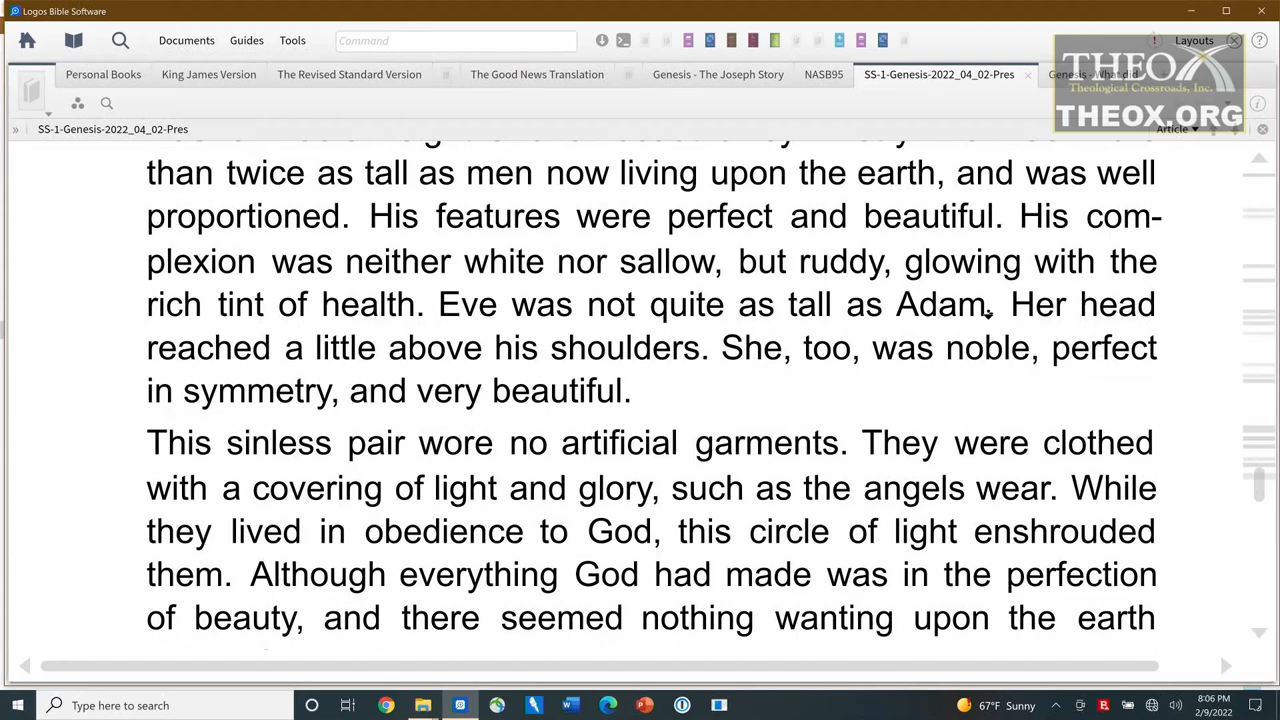 Logos Bible Software
Documents Guides Tools Command Layouts
THEOX
Theological Crossroads, Inc.
THEOX.ORG
Personal Books King James Version The Revised Standard Version The Good News Translation Genesis - The Joseph Story NASB95 SS-1-Genesis-2022_04_02-Pres Genesis - What did
SS-1-Genesis-2022_04_02-Pres Article
than twice as tall as men now living upon the earth, and was well
proportioned. His features were perfect and beautiful. His com-
plexion was neither white nor sallow, but ruddy, glowing with the
rich tint of health. Eve was not quite as tall as Adam. Her head
reached a little above his shoulders. She, too, was noble, perfect
in symmetry, and very beautiful.
This sinless pair wore no artificial garments. They were clothed
with a covering of light and glory, such as the angels wear. While
they lived in obedience to God, this circle of light enshrouded
them. Although everything God had made was in the perfection
of beauty, and there seemed nothing wanting upon the earth
Type here to search 67°F Sunny 8:06 PM
2/9/2022